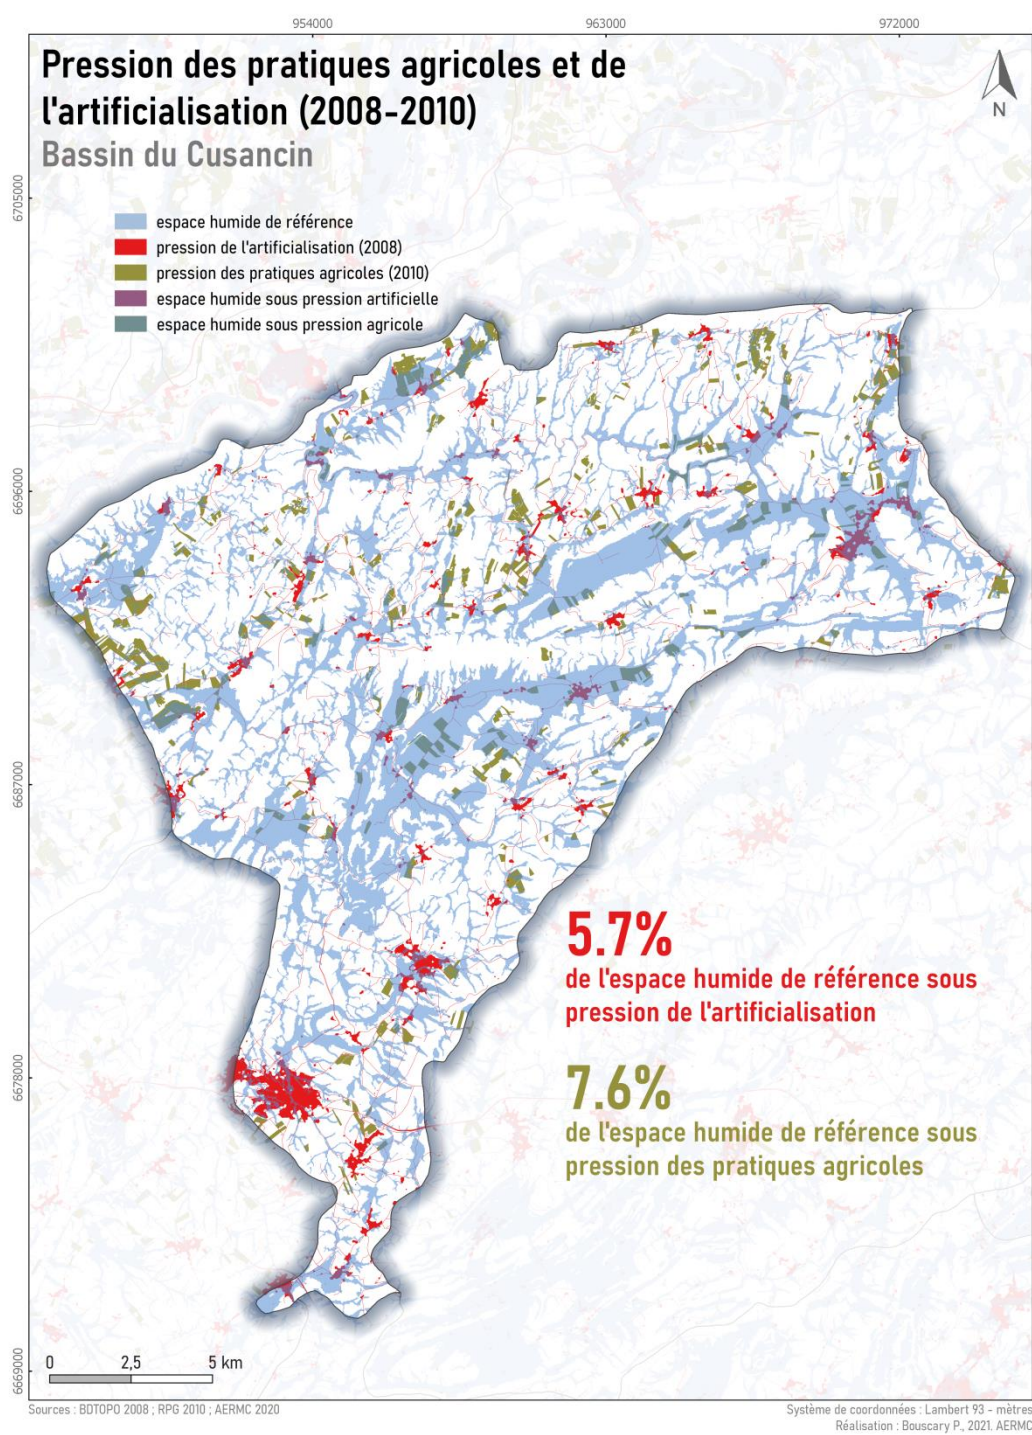 954000
963000
972000
Pression des pratiques agricoles et de
l'artificialisation (2008-2010)
Bassin du Cusancin
N
6705000
espace humide de référence
pression de l'artificialisation (2008)
pression des pratiques agricoles (2010)
espace humide sous pression artificielle
espace humide sous pression agricole
6696000
6687000
5.7%
de l'espace humide de référence sous
pression de l'artificialisation
6678000
7.6%
de l'espace humide de référence sous
pression des pratiques agricoles
6669000
0 2,5 5 km
Sources : BDTOPO 2008 ; RPG 2010 ; AERMC 2020
Système de coordonnées : Lambert 93 - mètres
Réalisation : Bouscary P., 2021. AERMC